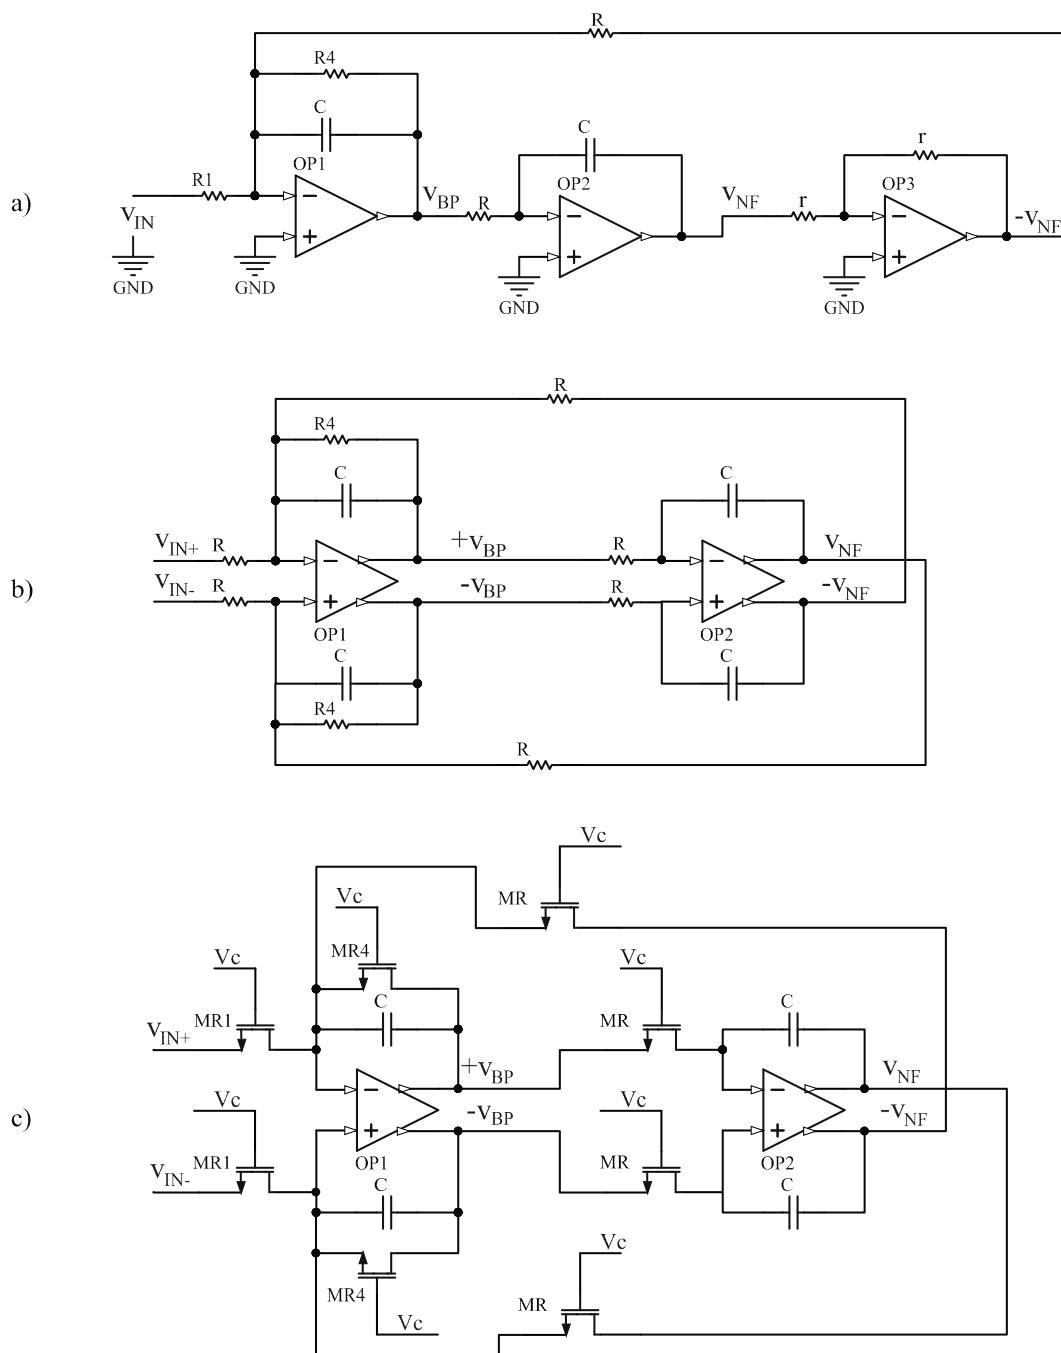 a)
R
R4
C
OP1
R1
V_IN
GND
GND
V_BP
R
C
OP2
GND
V_NF
r
r
OP3
GND
-V_NF
b)
R
R4
C
V_IN+ R
V_IN- R
OP1
C
R4
+V_BP
-V_BP
R
R
C
OP2
C
V_NF
-V_NF
R
c)
Vc
MR
Vc
MR4
Vc
MR1
C
V_IN+
Vc
MR1
V_IN-
OP1
C
MR4
Vc
+V_BP
-V_BP
Vc
MR
Vc
MR
C
OP2
C
V_NF
-V_NF
Vc
MR